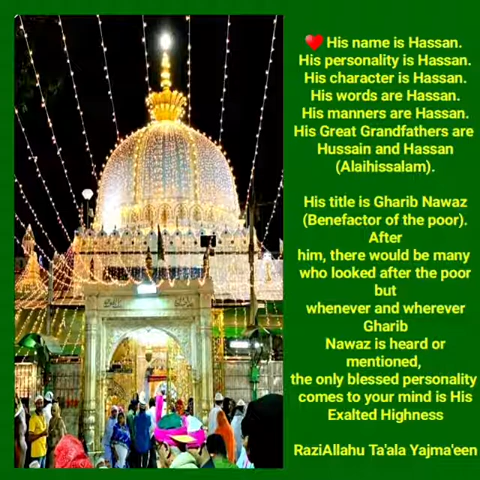 His name is Hassan.
His personality is Hassan.
His character is Hassan.
His words are Hassan.
His manners are Hassan.
His Great Grandfathers are
Hussain and Hassan
(Alaihissalam).
His title is Gharib Nawaz
(Benefactor of the poor).
After
him, there would be many
who looked after the poor
but
whenever and wherever
Gharib
Nawaz is heard or
mentioned,
the only blessed personality
comes to your mind is His
Exalted Highness
RaziAllahu Ta'ala Yajma'een